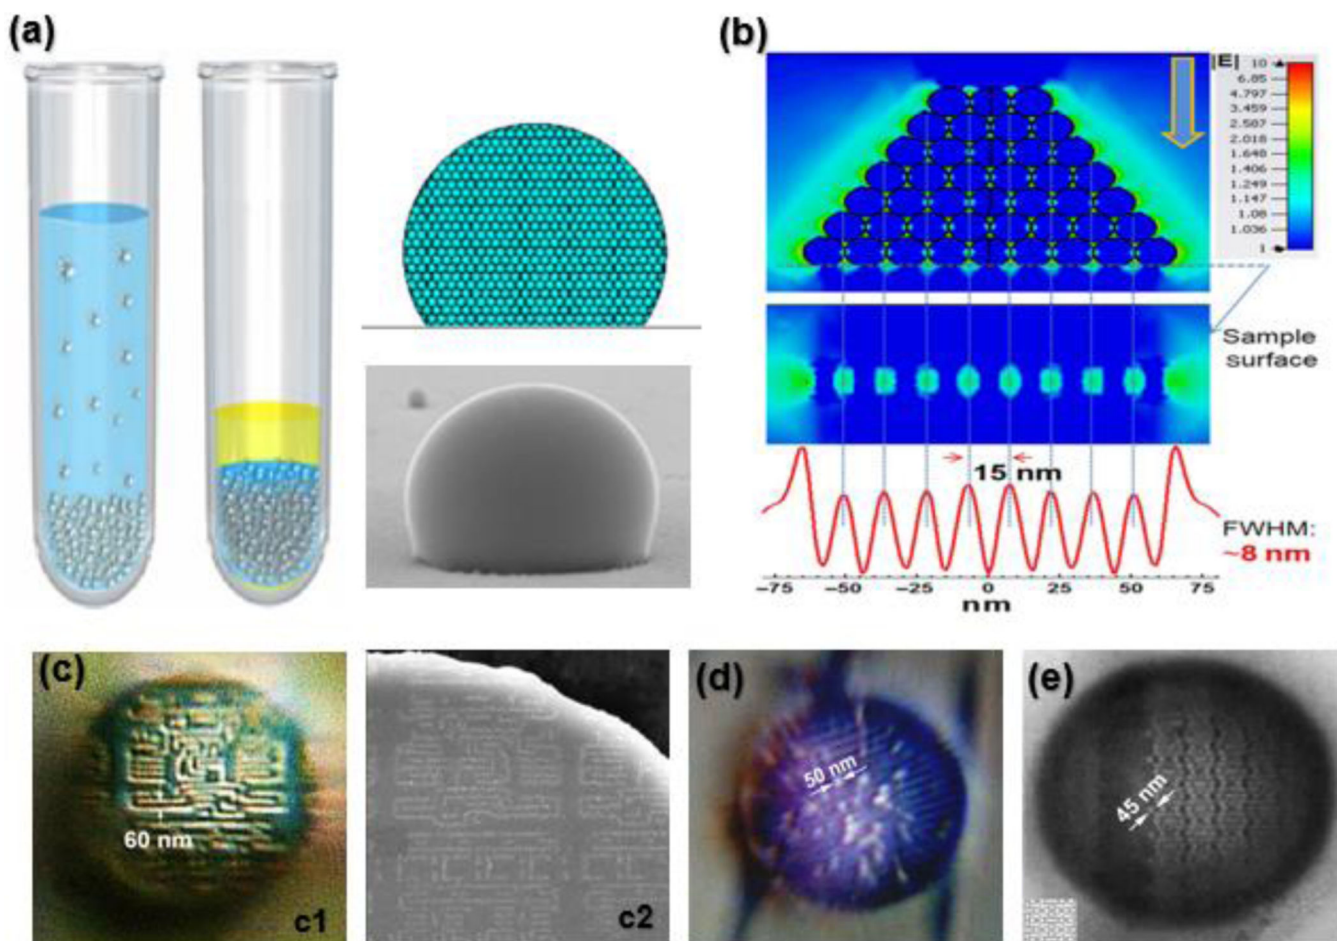 (a)
(b)
|E|
10
6.85
4.797
3.459
2.587
2.018
1.648
1.406
1.249
1.147
1.08
1.036
1
Sample
surface
15 nm
FWHM:
~8 nm
−75
−50
−25
0
25
50
75
nm
(c)
60 nm
c1
c2
(d)
50 nm
(e)
45 nm